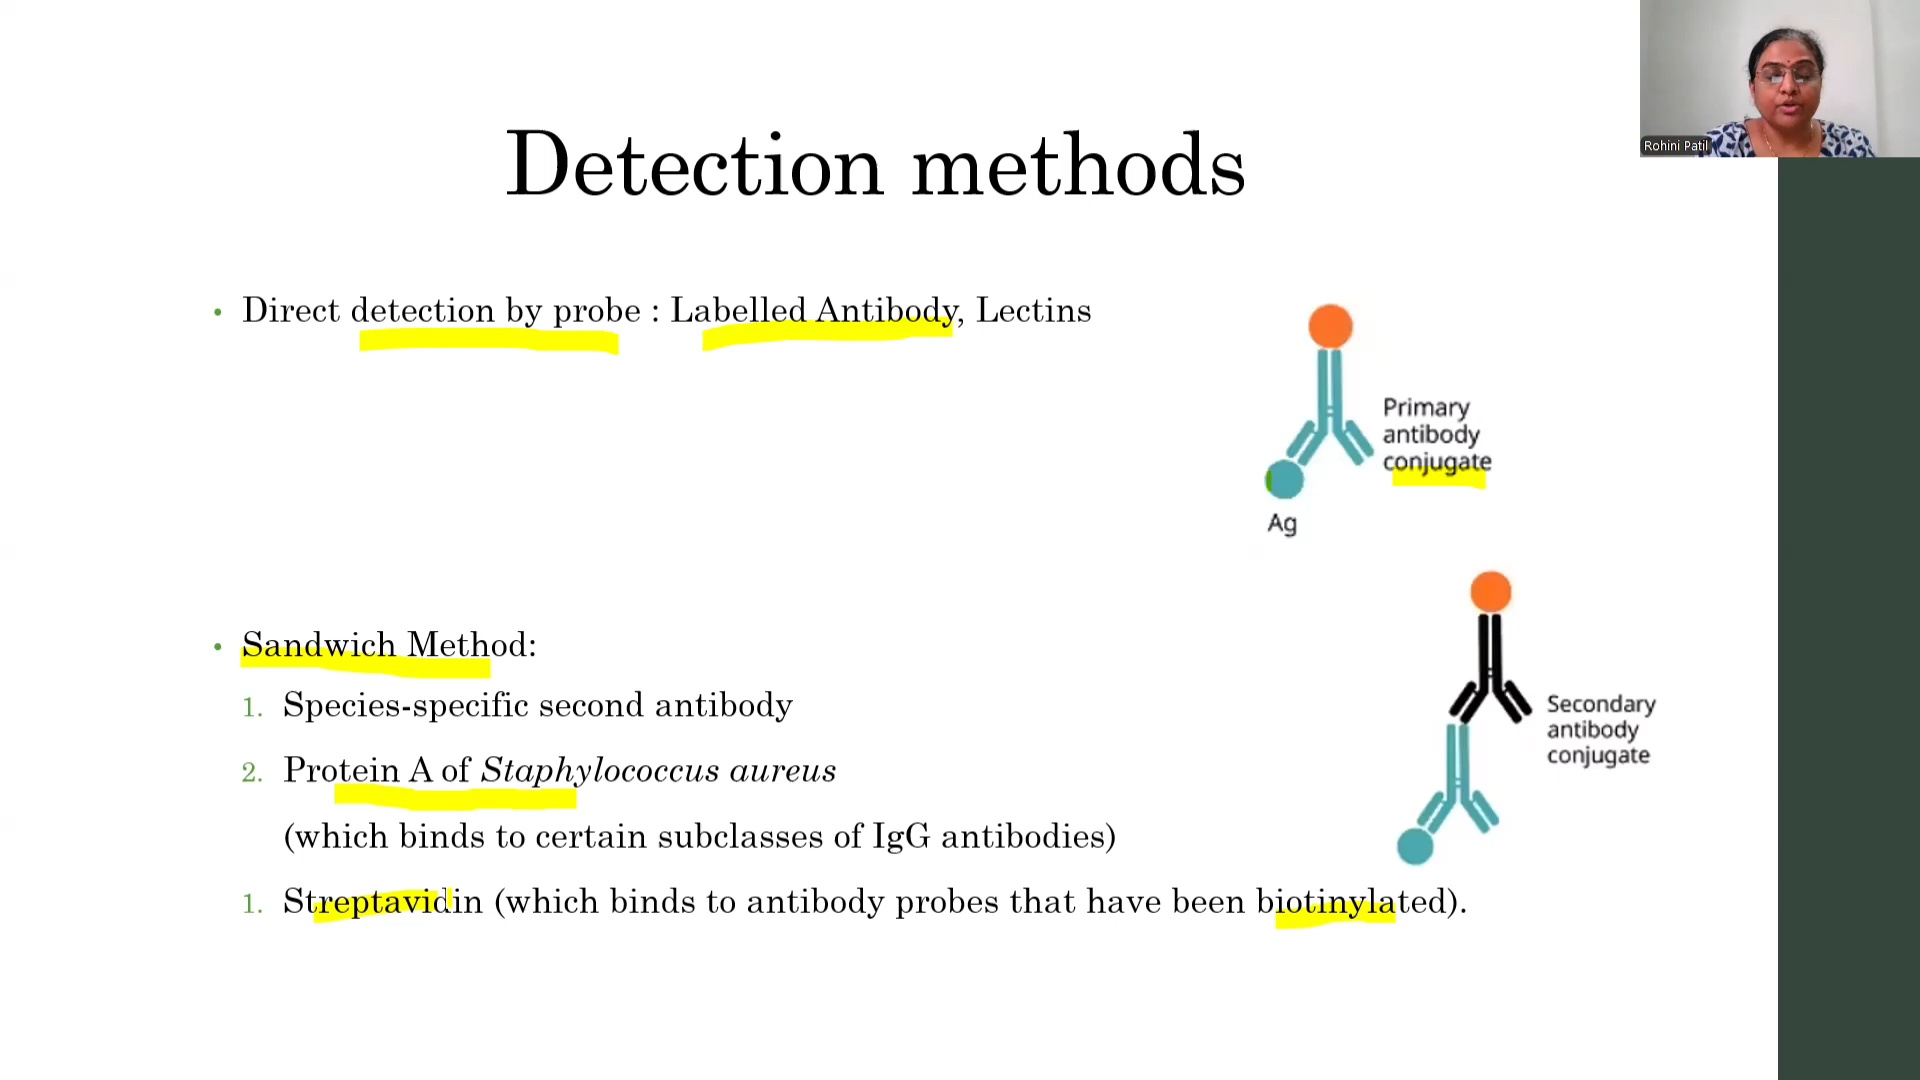 Rohini Patil
Detection methods
• Direct detection by probe : Labelled Antibody, Lectins
Primary
antibody
conjugate
Ag
• Sandwich Method:
1. Species-specific second antibody
2. Protein A of Staphylococcus aureus
(which binds to certain subclasses of IgG antibodies)
1. Streptavidin (which binds to antibody probes that have been biotinylated).
Secondary
antibody
conjugate